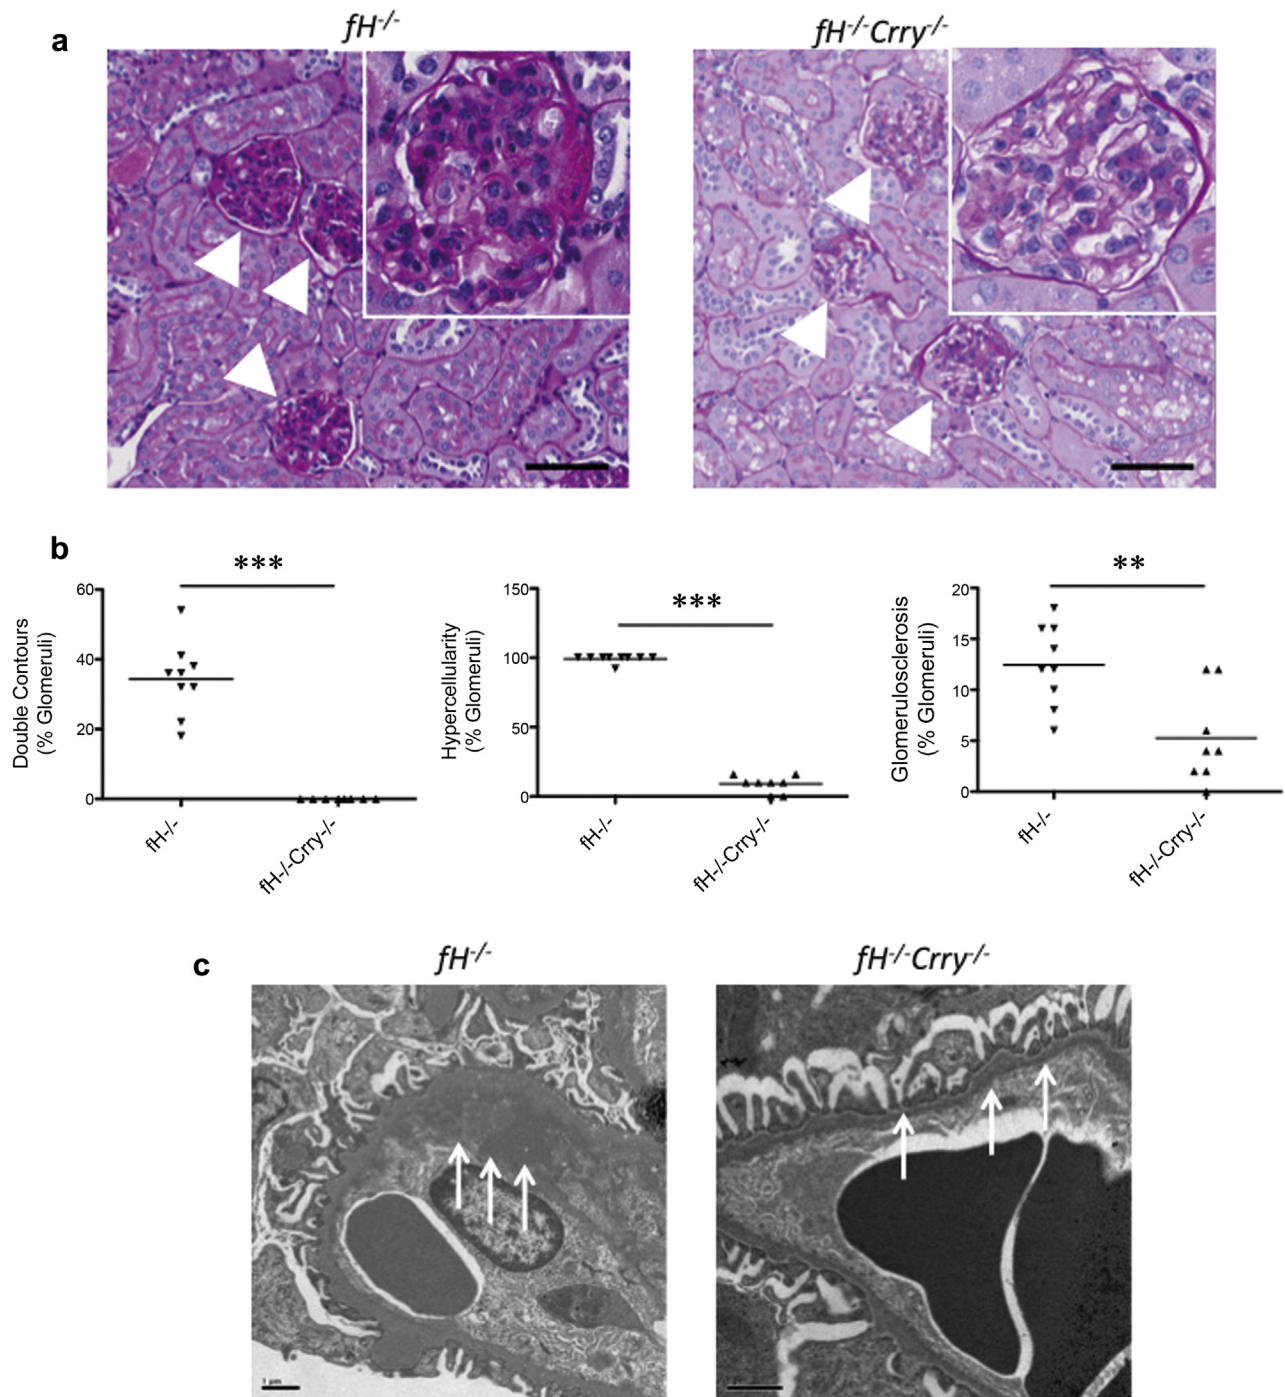 a
fH-/-
fH-/-Crry-/-
b
***
60
40
20
0
Double Contours
(% Glomeruli)
fH-/-
fH-/-Crry-/-
***
150
100
50
0
Hypercellularity
(% Glomeruli)
fH-/-
fH-/-Crry-/-
**
20
15
10
5
0
Glomerulosclerosis
(% Glomeruli)
fH-/-
fH-/-Crry-/-
c
fH-/-
fH-/-Crry-/-
1 μm